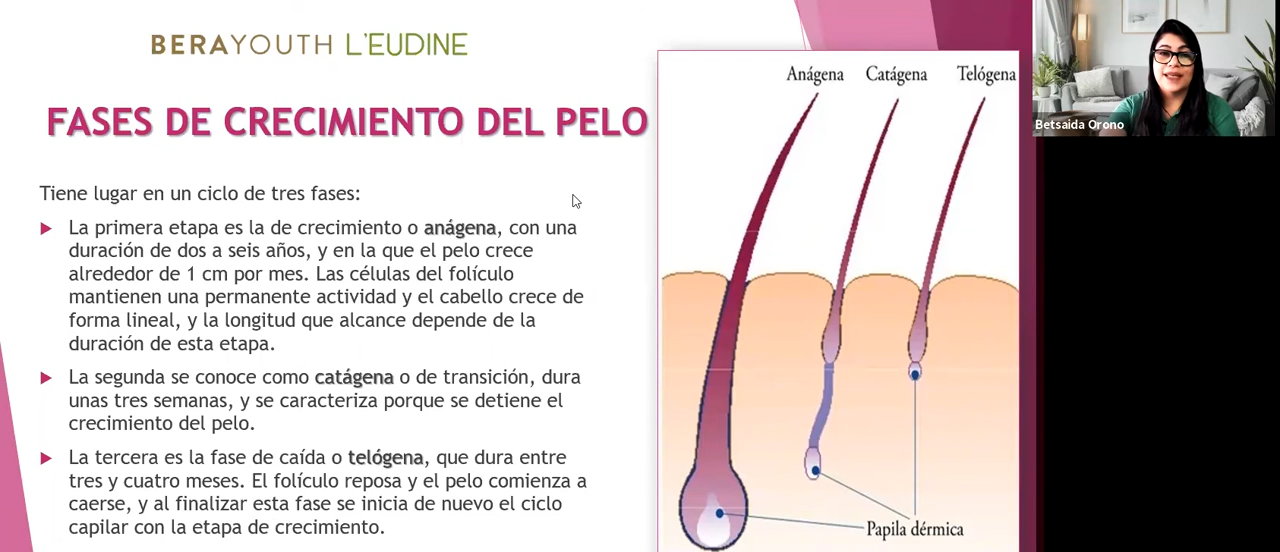 BERAYOUTH L'EUDINE
FASES DE CRECIMIENTO DEL PELO
Tiene lugar en un ciclo de tres fases:
La primera etapa es la de crecimiento o anágena, con una
duración de dos a seis años, y en la que el pelo crece
alrededor de 1 cm por mes. Las células del folículo
mantienen una permanente actividad y el cabello crece de
forma lineal, y la longitud que alcance depende de la
duración de esta etapa.
La segunda se conoce como catágena o de transición, dura
unas tres semanas, y se caracteriza porque se detiene el
crecimiento del pelo.
La tercera es la fase de caída o telógena, que dura entre
tres y cuatro meses. El folículo reposa y el pelo comienza a
caerse, y al finalizar esta fase se inicia de nuevo el ciclo
capilar con la etapa de crecimiento.
Anágena Catágena Telógena
Papila dérmica
Betsaida Orono